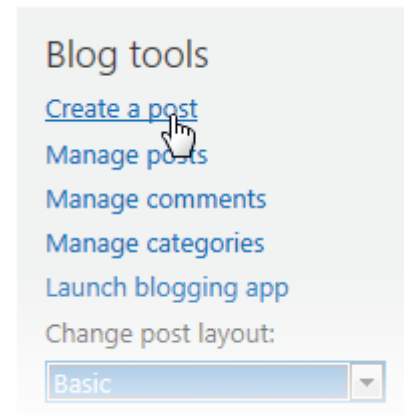 Blog tools
Create a post
Manage posts
Manage comments
Manage categories
Launch blogging app
Change post layout:
Basic